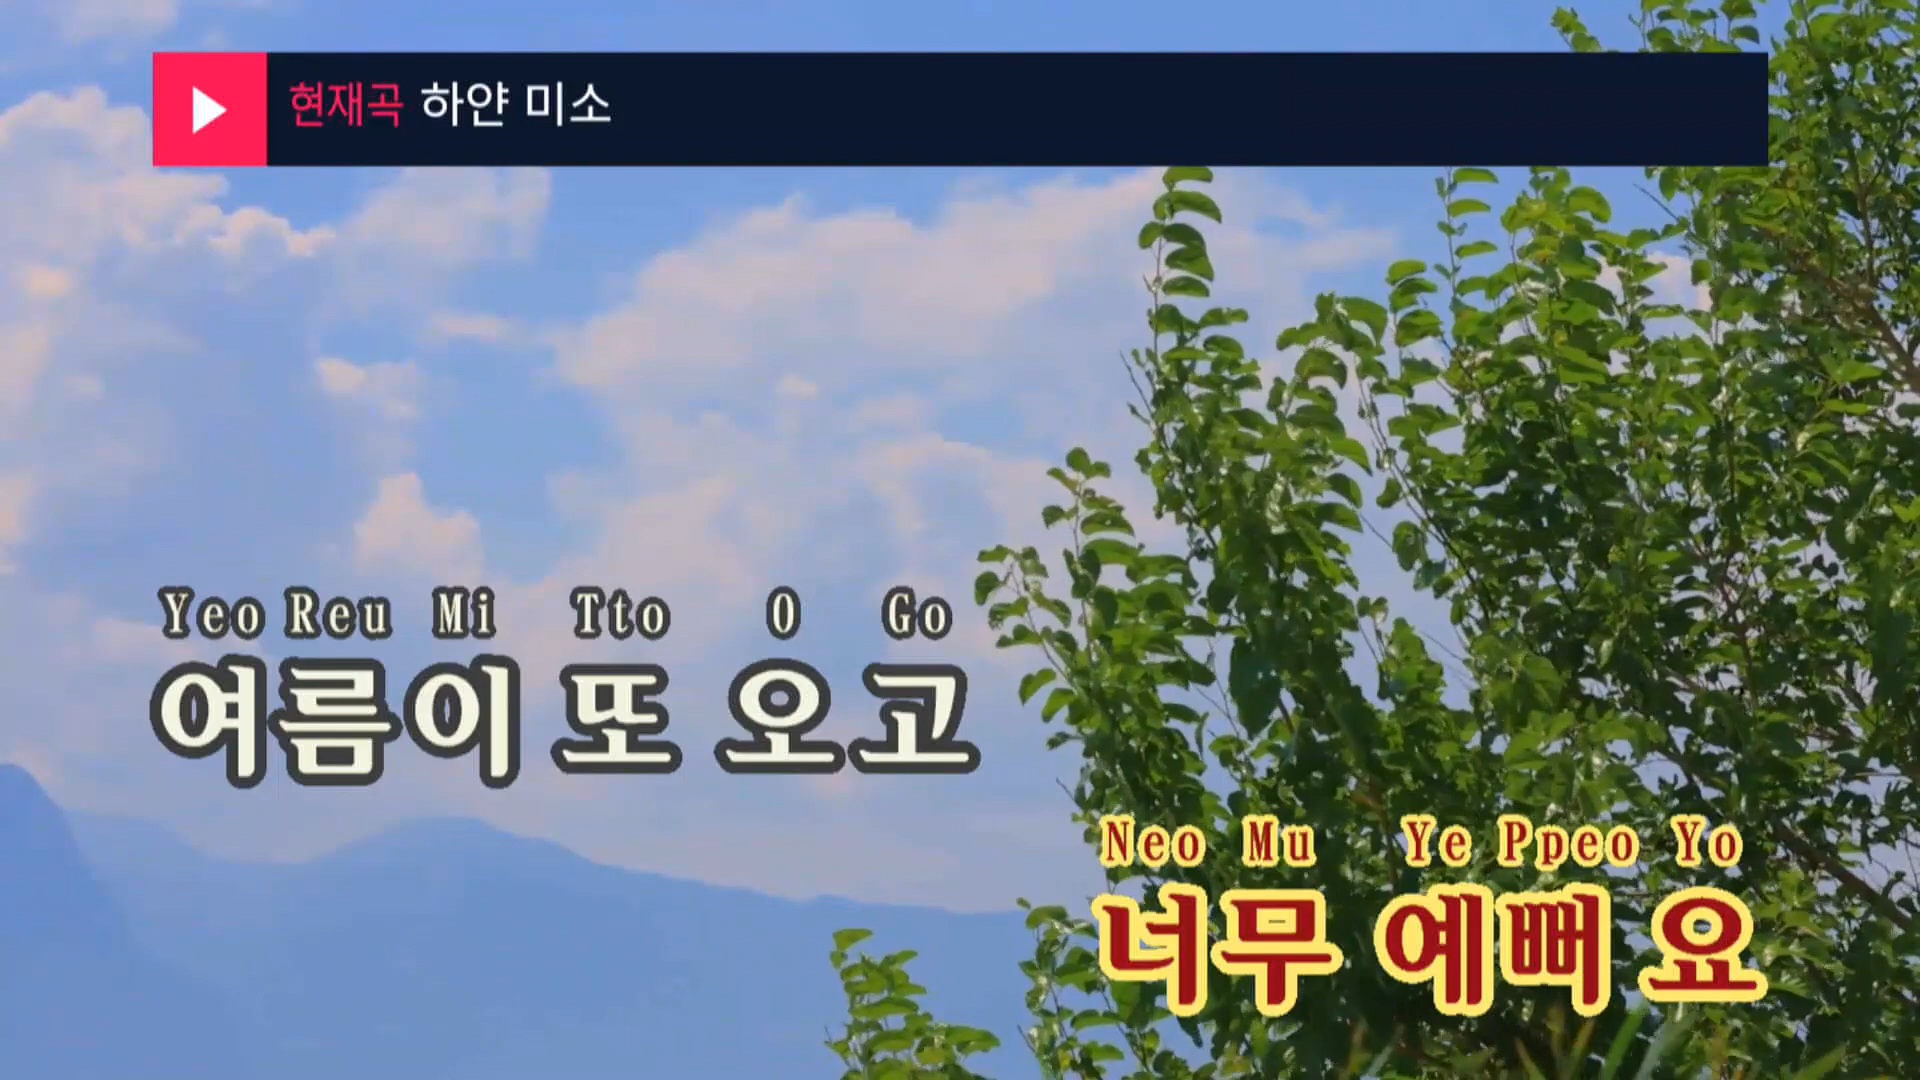 현재곡 하얀 미소
Yeo Reu Mi Tto O Go
여름이 또 오고
Neo Mu Ye Ppeo Yo
너무 예뻐요